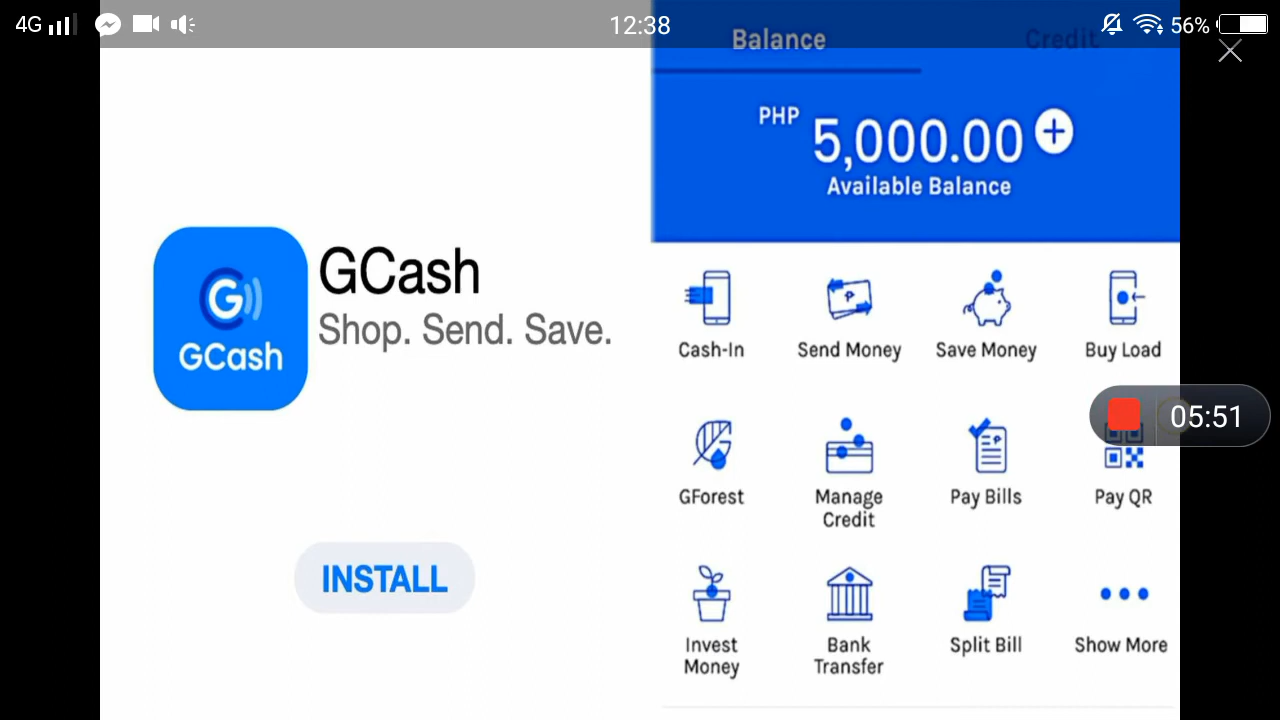 4G 12:38 56%
Balance Credit
PHP 5,000.00
Available Balance
G
GCash
GCash
Shop. Send. Save.
INSTALL
Cash-In Send Money Save Money Buy Load
05:51
GForest Manage Credit Pay Bills Pay QR
Invest Money Bank Transfer Split Bill Show More